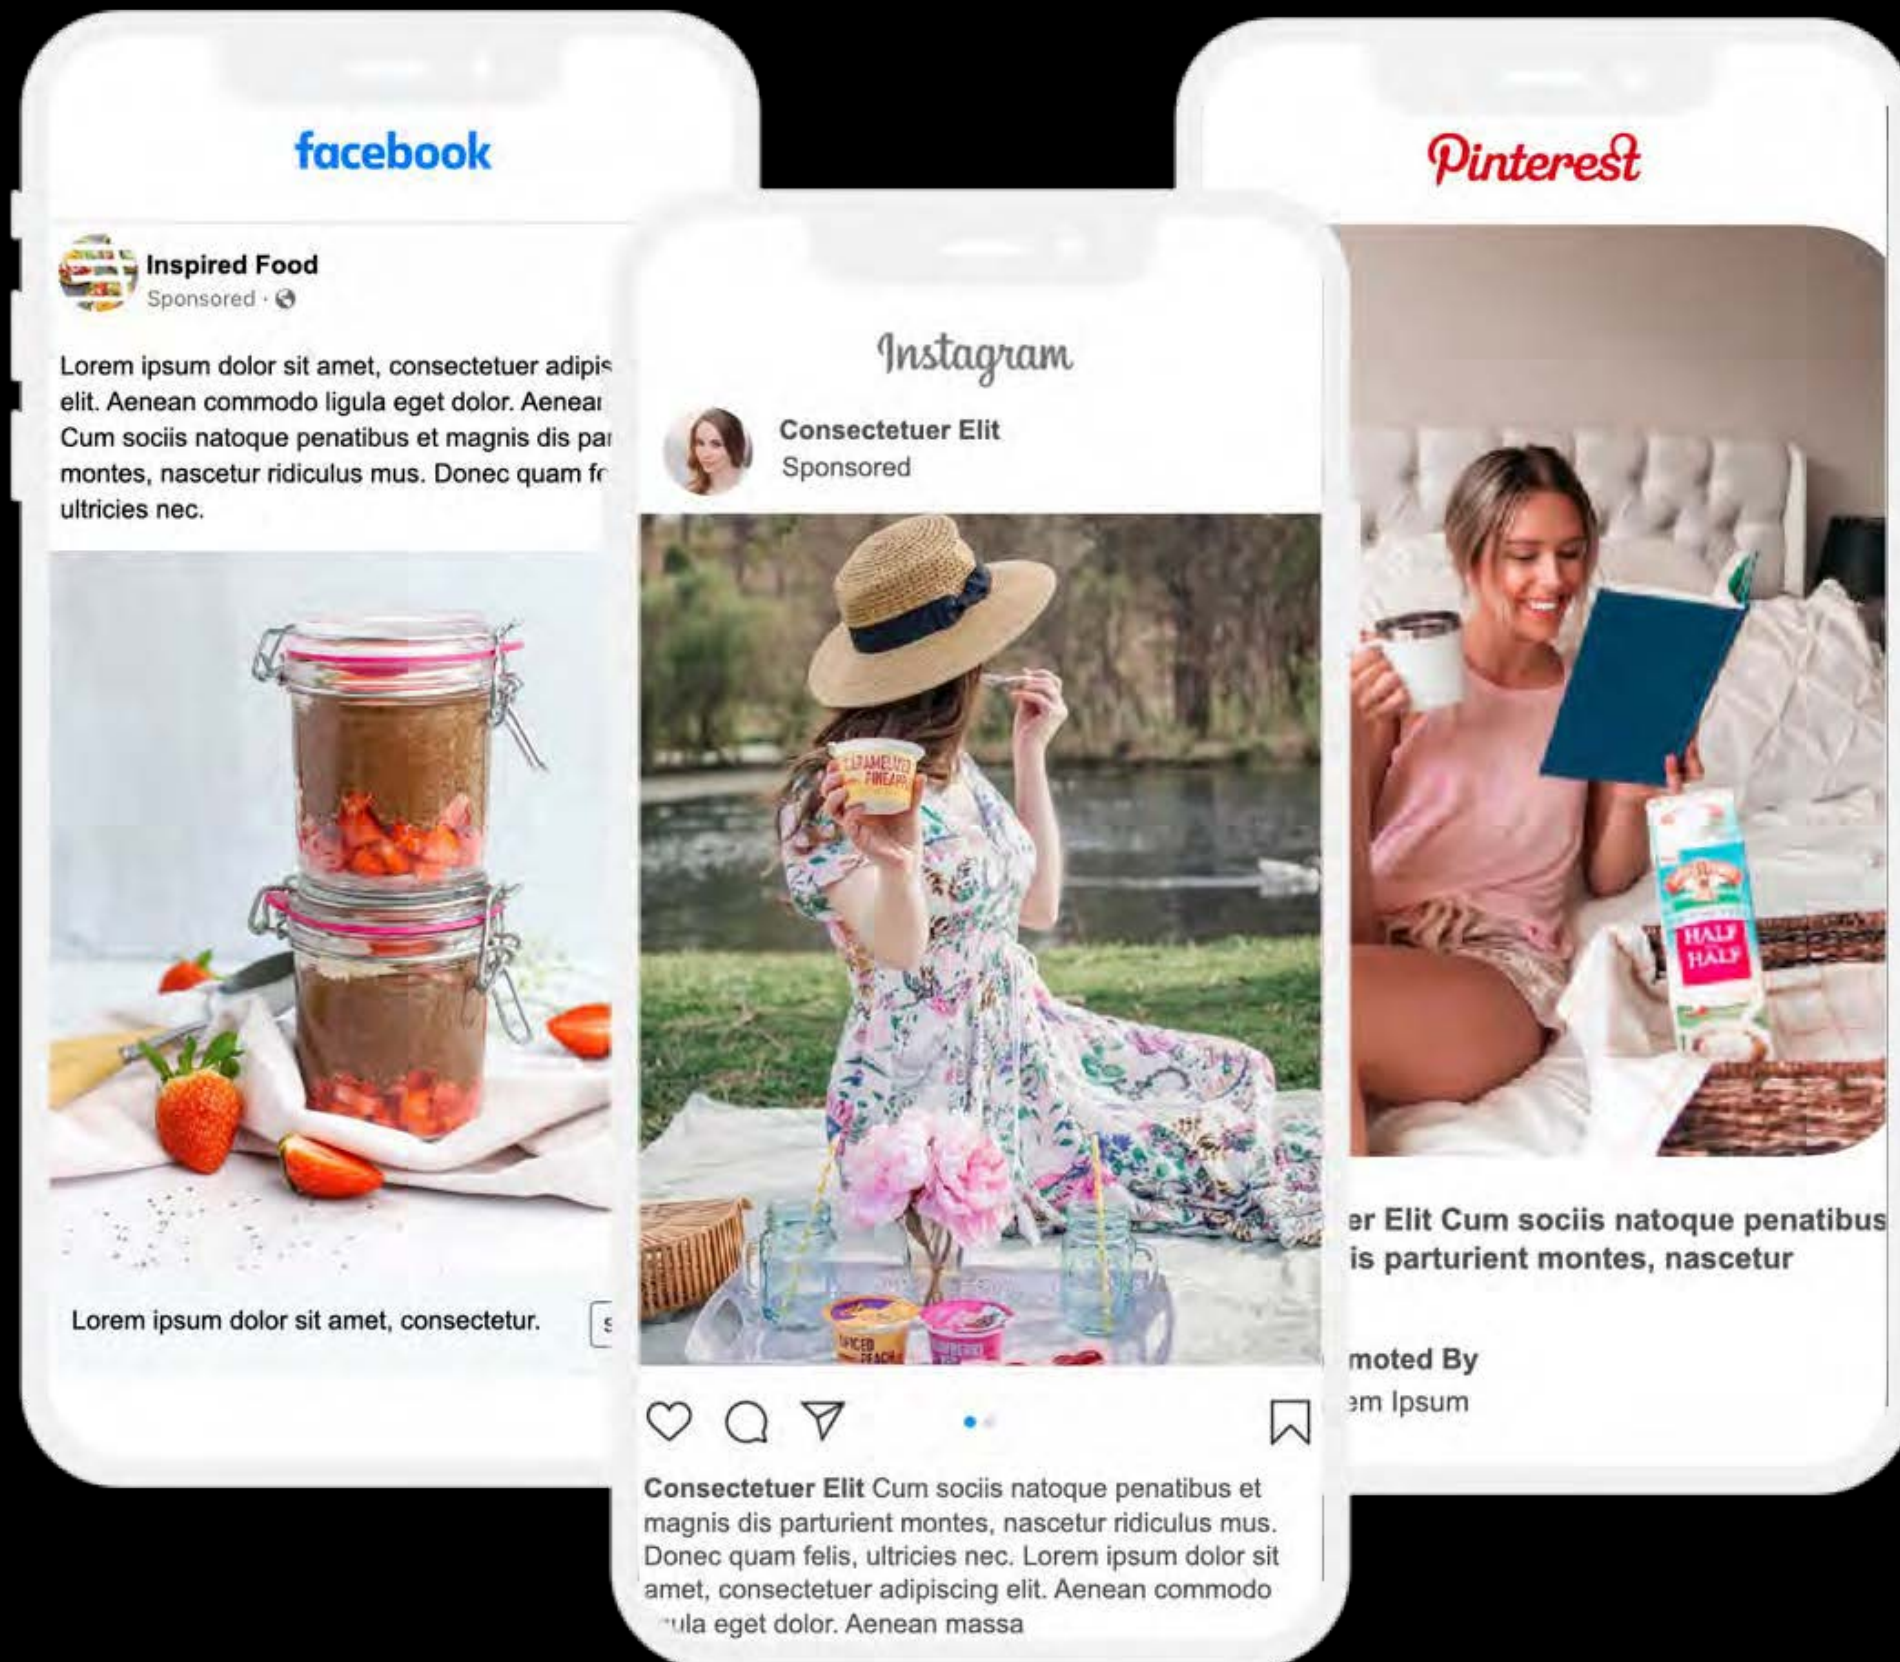 facebook
Inspired Food
Sponsored ·
Lorem ipsum dolor sit amet, consectetuer adipis
elit. Aenean commodo ligula eget dolor. Aenean
Cum sociis natoque penatibus et magnis dis par
montes, nascetur ridiculus mus. Donec quam fe
ultricies nec.
Lorem ipsum dolor sit amet, consectetur.
S
Instagram
Consectetuer Elit
Sponsored
CARAMELIZED
PINEAPPLE
SPICED
PEACH
Consectetuer Elit Cum sociis natoque penatibus et
magnis dis parturient montes, nascetur ridiculus mus.
Donec quam felis, ultricies nec. Lorem ipsum dolor sit
amet, consectetuer adipiscing elit. Aenean commodo
ula eget dolor. Aenean massa
Pinterest
HALF
HALF
er Elit Cum sociis natoque penatibus
is parturient montes, nascetur
moted By
em Ipsum